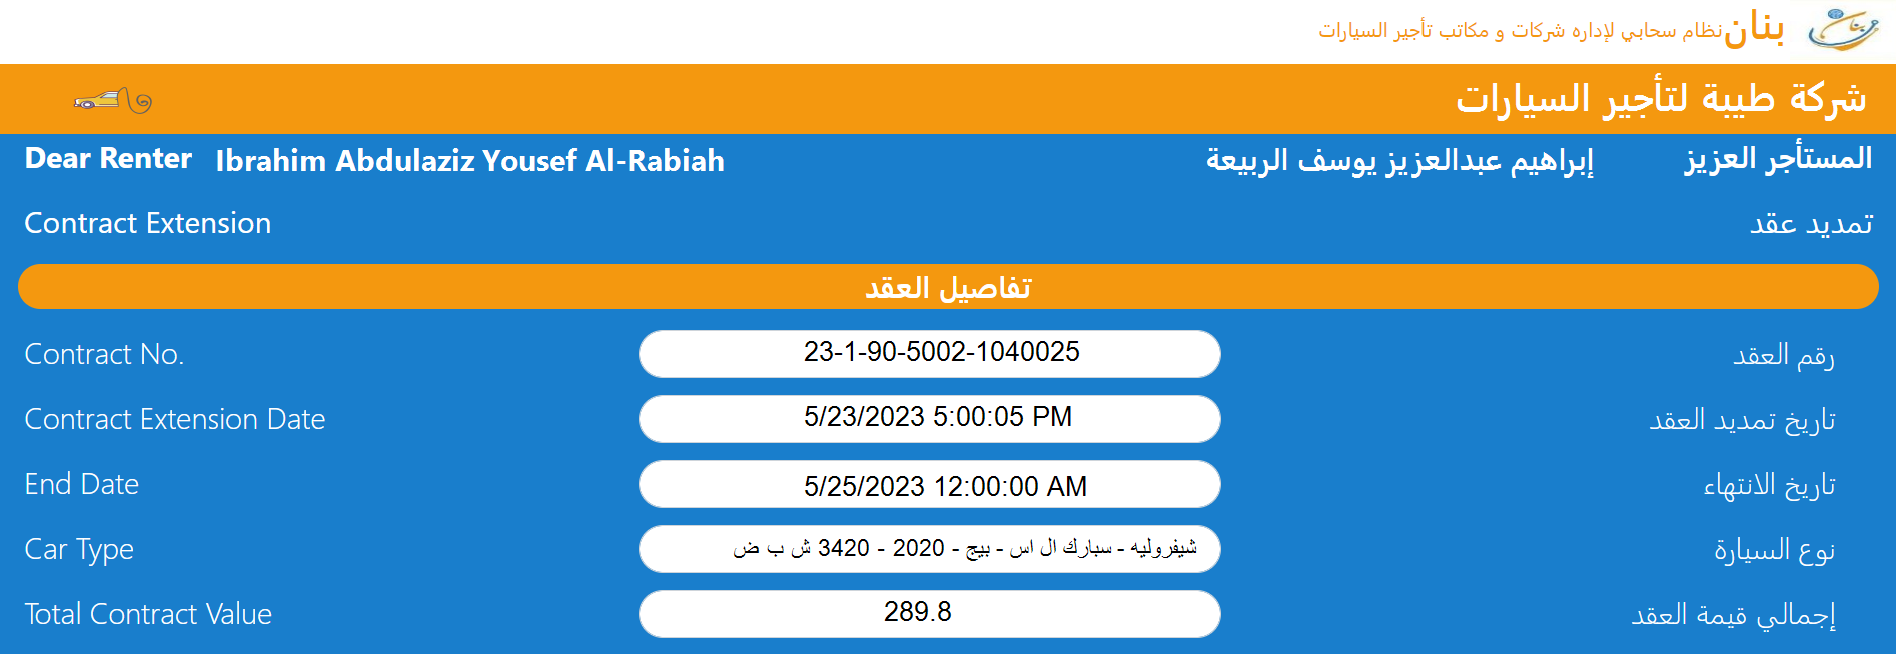 بنان نظام سحابي لإداره شركات و مكاتب تأجير السيارات
شركة طيبة لتأجير السيارات
Dear Renter Ibrahim Abdulaziz Yousef Al-Rabiah إبراهيم عبدالعزيز يوسف الربيعة المستأجر العزيز
Contract Extension تمديد عقد
تفاصيل العقد
Contract No. 23-1-90-5002-1040025 رقم العقد
Contract Extension Date 5/23/2023 5:00:05 PM تاريخ تمديد العقد
End Date 5/25/2023 12:00:00 AM تاريخ الانتهاء
Car Type شيفروليه - سبارك ال اس - بيج - 2020 - 3420 ش ب ض نوع السيارة
Total Contract Value 289.8 إجمالي قيمة العقد